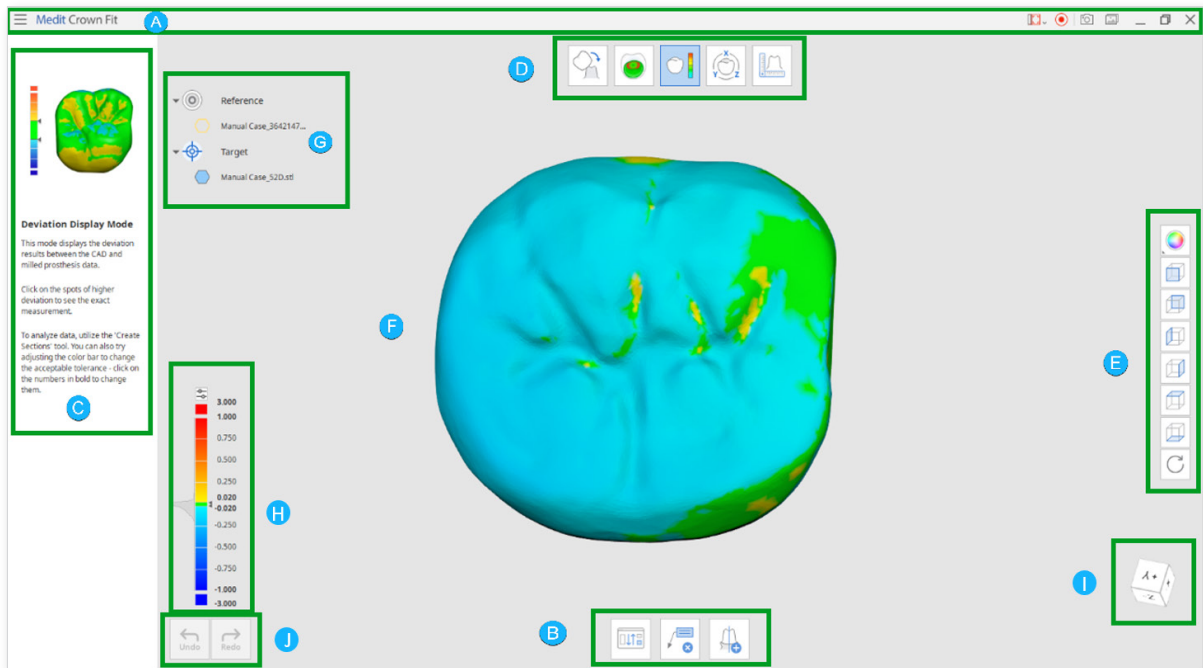 Medit Crown Fit
A
D
Reference
Manual Case_3642147...
G
Target
Manual Case_52D.stl
Deviation Display Mode
This mode displays the deviation
results between the CAD and
milled prosthesis data.
Click on the spots of higher
deviation to see the exact
measurement.
To analyze data, utilize the 'Create
Sections' tool. You can also try
adjusting the color bar to change
the acceptable tolerance - click on
the numbers in bold to change
them.
C
F
E
3.000
1.000
0.750
0.500
0.250
0.020
-0.020
-0.250
-0.500
-0.750
-1.000
-3.000
H
I
Y +
Undo
Redo
J
B
X
Y
Z